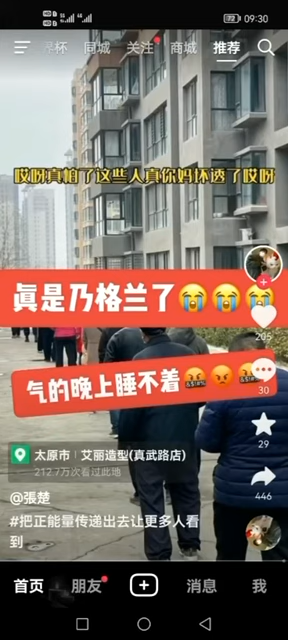 09:30
同城
关注
商城
推荐
哎呀真怕了这些人真你妈坏透了哎呀
真是乃格兰了😭😭😭
205
气的晚上睡不着🤬😡🤬
30
29
太原市 | 艾丽造型(真武路店)
212.7万次看过此地
446
@張楚
#把正能量传递出去让更多人看
到
首页
朋友
消息
我